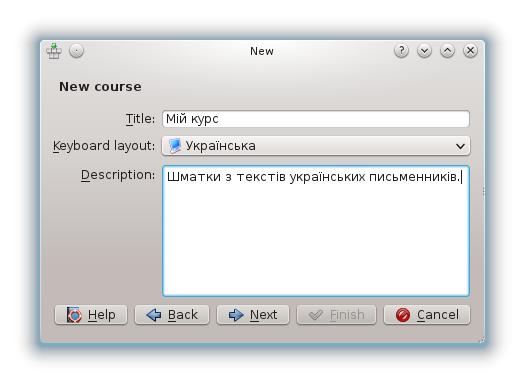 New
New course
Title: Мій курс
Keyboard layout: Українська
Description: Шматки з текстів українських письменників.
Help Back Next Finish Cancel